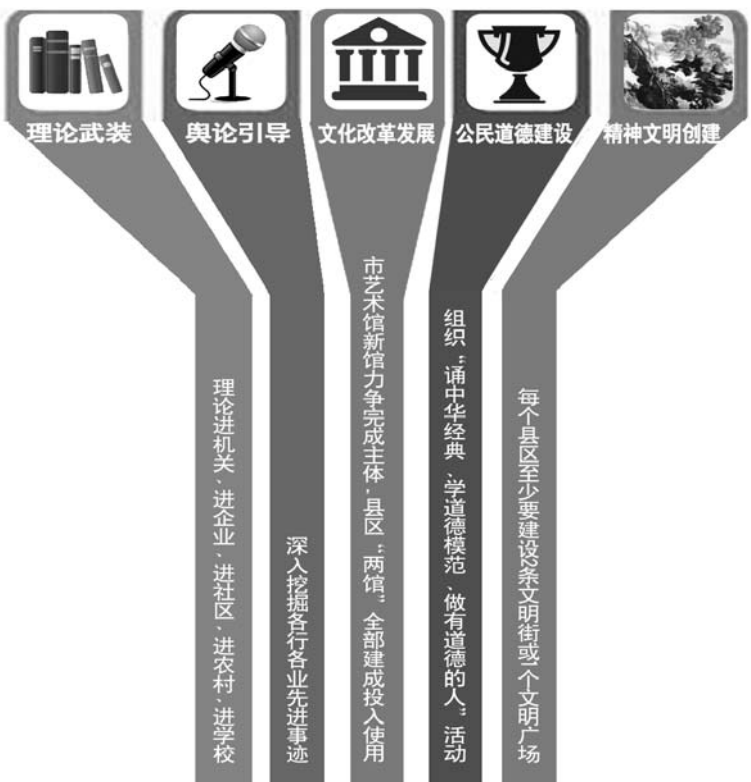 理论武装
舆论引导
文化改革发展
公民道德建设
精神文明创建
理论进机关、进企业、进社区、进农村、进学校
深入挖掘各行各业先进事迹
市艺术馆新馆力争完成主体，县区“两馆”全部建成投入使用
组织“诵中华经典、学道德模范、做有道德的人”活动
每个县区至少要建设2条文明街或1个文明广场